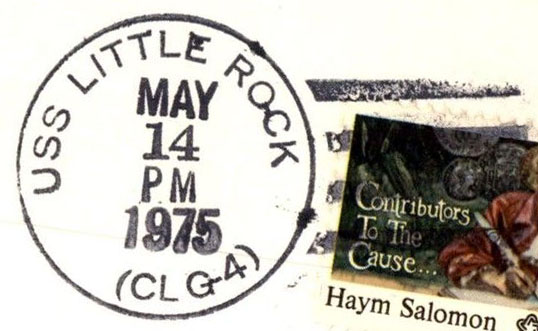 USS LITTLE ROCK
MAY
14
PM
1975
(CLG-4)
Contributors
To The
Cause...
Haym Salomon